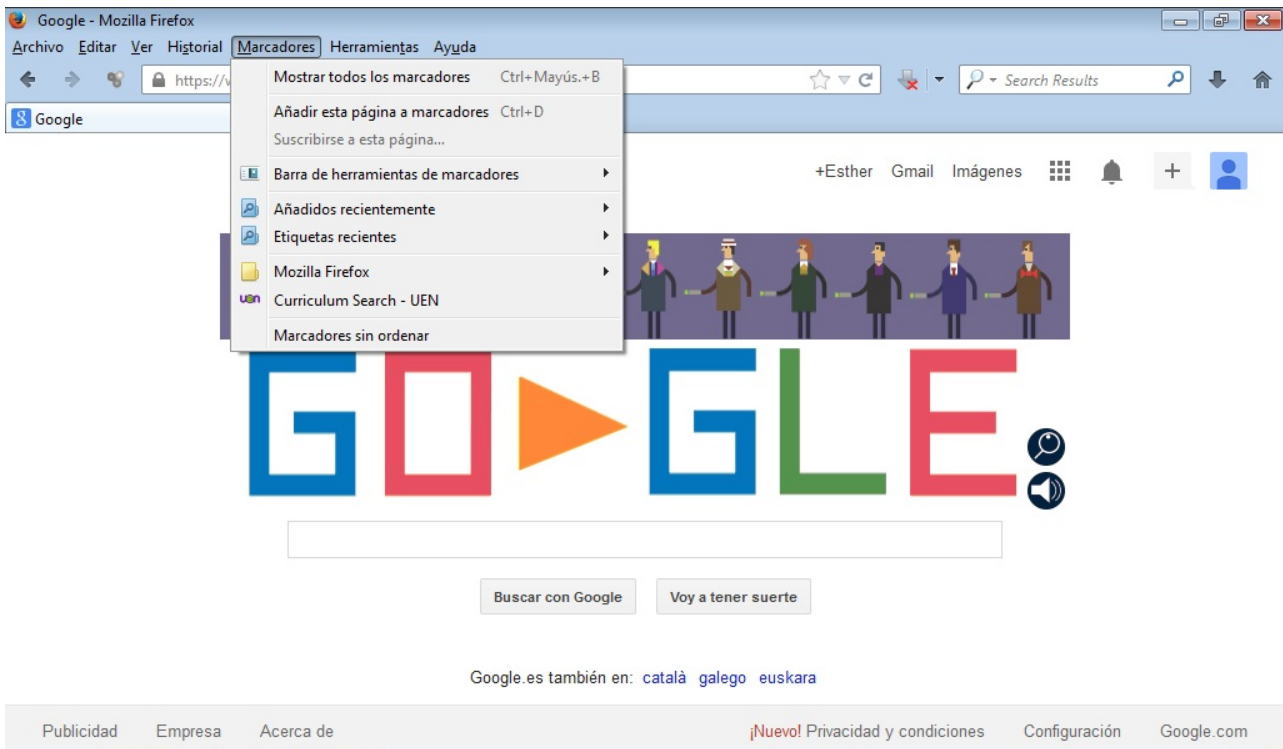 Google - Mozilla Firefox
Archivo Editar Ver Historial Marcadores Herramientas Ayuda
https:// Search Results
Google
Mostrar todos los marcadores Ctrl+Mayús.+B
Añadir esta página a marcadores Ctrl+D
Suscribirse a esta página...
Barra de herramientas de marcadores
Añadidos recientemente
Etiquetas recientes
Mozilla Firefox
uen Curriculum Search - UEN
Marcadores sin ordenar
+Esther Gmail Imágenes
GO GLE
Buscar con Google Voy a tener suerte
Google.es también en: català galego euskara
Publicidad Empresa Acerca de ¡Nuevo! Privacidad y condiciones Configuración Google.com